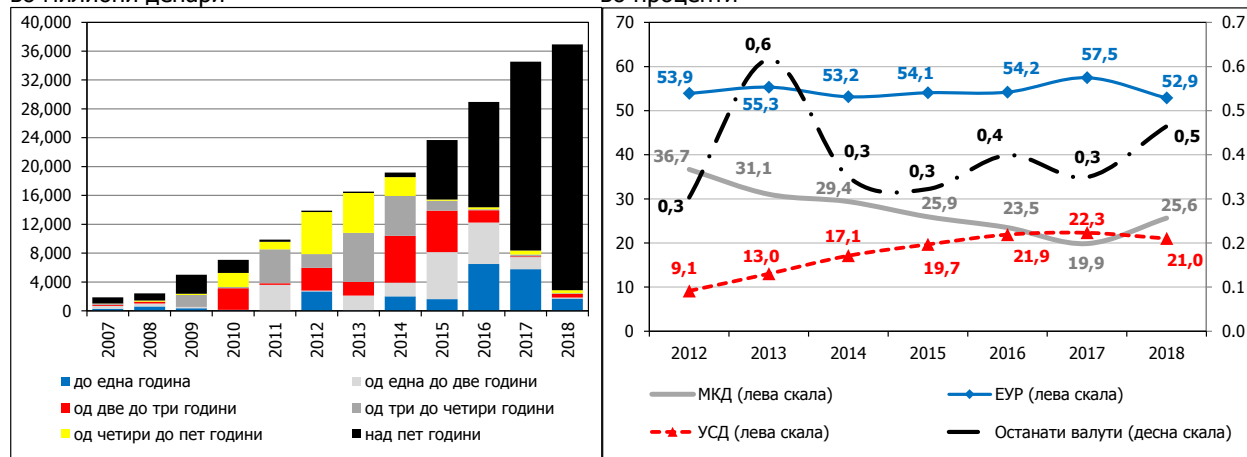 во милиони денари
40,000
36,000
32,000
28,000
24,000
20,000
16,000
12,000
8,000
4,000
0
2007 2008 2009 2010 2011 2012 2013 2014 2015 2016 2017 2018
до една година од една до две години
од две до три години од три до четири години
од четири до пет години над пет години
во проценти
70
60
50
40
30
20
10
0
0.7
0.6
0.5
0.4
0.3
0.2
0.1
0.0
53,9 55,3 53,2 54,1 54,2 57,5 52,9
0,3 0,6 0,3 0,3 0,4 0,3 0,5
36,7 31,1 29,4 25,9 23,5 19,9 25,6
9,1 13,0 17,1 19,7 21,9 22,3 21,0
2012 2013 2014 2015 2016 2017 2018
МКД (лева скала) ЕУР (лева скала)
УСД (лева скала) Останати валути (десна скала)